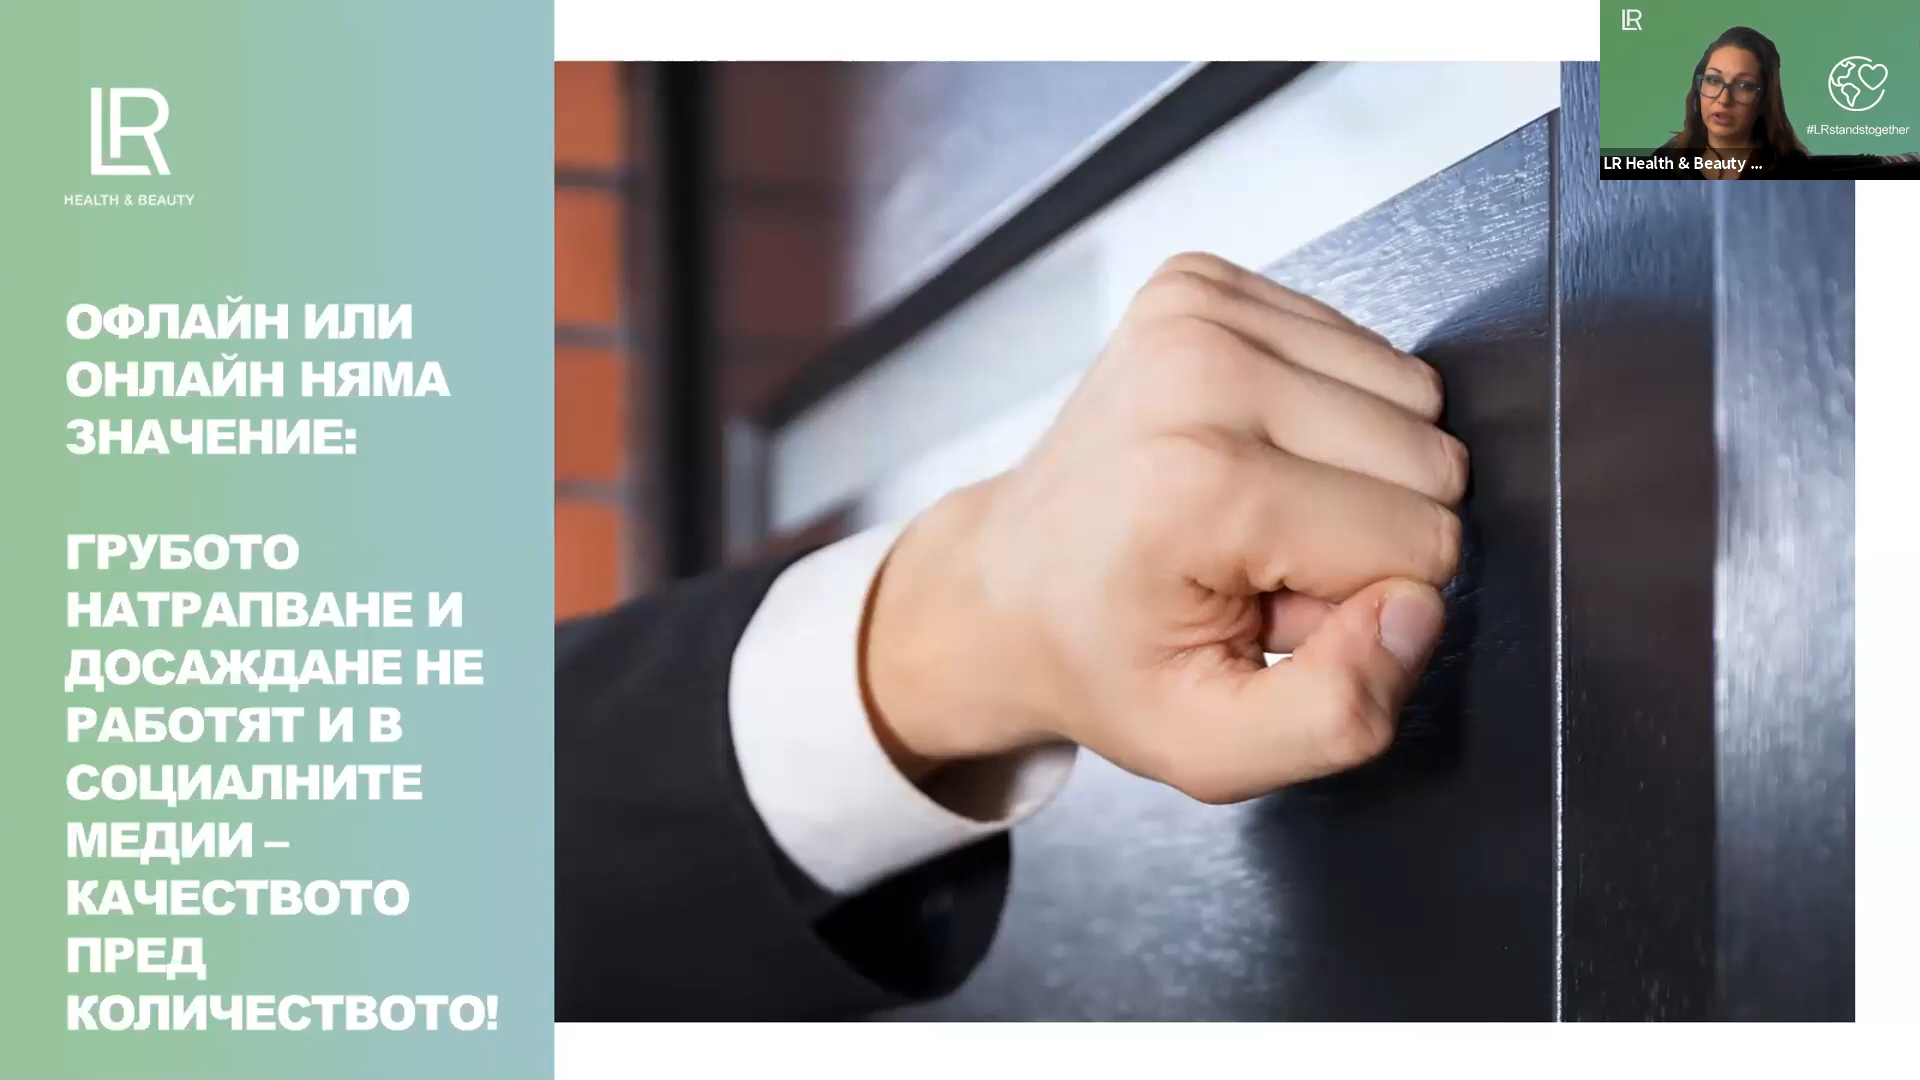 LR
HEALTH & BEAUTY
ОФЛАЙН ИЛИ
ОНЛАЙН НЯМА
ЗНАЧЕНИЕ:
ГРУБОТО
НАТРАПВАНЕ И
ДОСАЖДАНЕ НЕ
РАБОТЯТ И В
СОЦИАЛНИТЕ
МЕДИИ –
КАЧЕСТВОТО
ПРЕД
КОЛИЧЕСТВОТО!
LR
#LRstandstogether
LR Health & Beauty ...